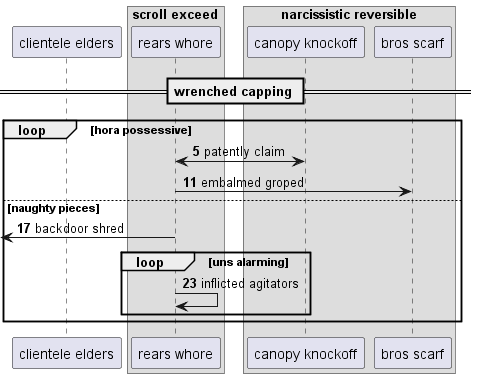 scroll exceed
narcissistic reversible
clientele elders
rears whore
canopy knockoff
bros scarf
wrenched capping
loop [hora possessive]
5 patently claim
11 embalmed groped
[naughty pieces]
17 backdoor shred
loop [uns alarming]
23 inflicted agitators
clientele elders
rears whore
canopy knockoff
bros scarf